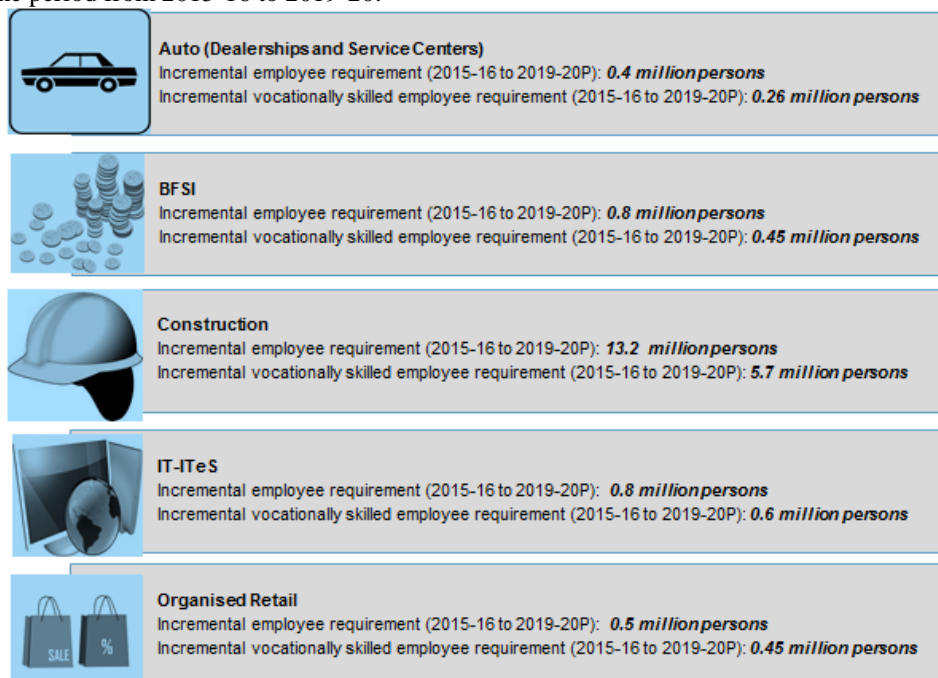 Auto (Dealerships and Service Centers)
Incremental employee requirement (2015-16 to 2019-20P): 0.4 million persons
Incremental vocationally skilled employee requirement (2015-16 to 2019-20P): 0.26 million persons
BFSI
Incremental employee requirement (2015-16 to 2019-20P): 0.8 million persons
Incremental vocationally skilled employee requirement (2015-16 to 2019-20P): 0.45 million persons
Construction
Incremental employee requirement (2015-16 to 2019-20P): 13.2 million persons
Incremental vocationally skilled employee requirement (2015-16 to 2019-20P): 5.7 million persons
IT-ITeS
Incremental employee requirement (2015-16 to 2019-20P): 0.8 million persons
Incremental vocationally skilled employee requirement (2015-16 to 2019-20P): 0.6 million persons
Organised Retail
Incremental employee requirement (2015-16 to 2019-20P): 0.5 million persons
Incremental vocationally skilled employee requirement (2015-16 to 2019-20P): 0.45 million persons
SALE %